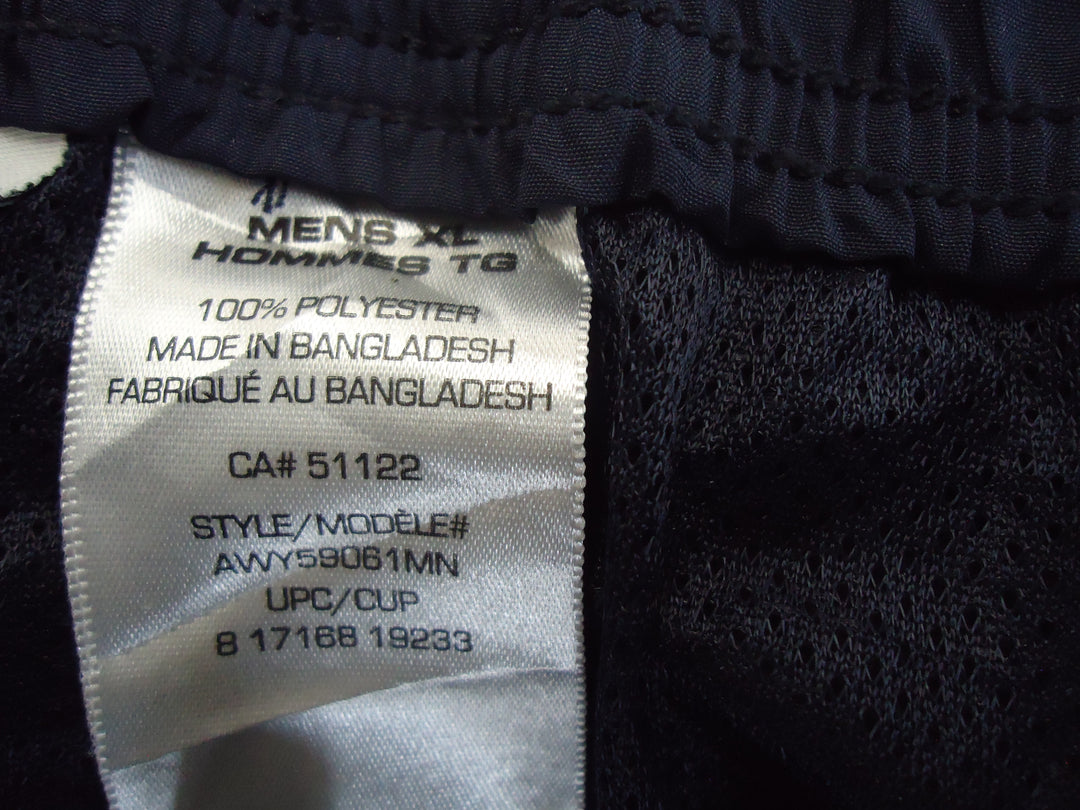 MENS XL
HOMMES TG
100% POLYESTER
MADE IN BANGLADESH
FABRIQUÉ AU BANGLADESH
CA# 51122
STYLE/MODÈLE#
AWY59061MN
UPC/CUP
8 17168 19233